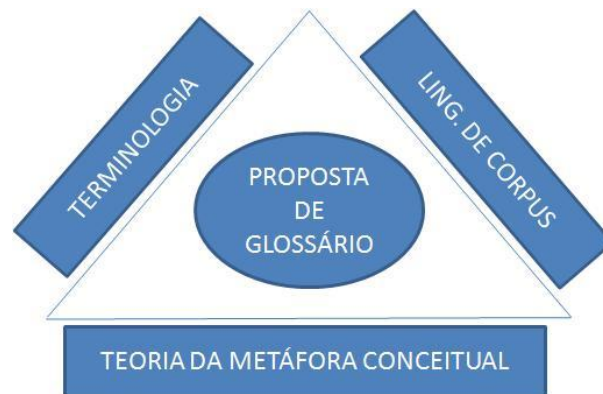 TERMINOLOGIA
LING. DE CORPUS
PROPOSTA
DE
GLOSSÁRIO
TEORIA DA METÁFORA CONCEITUAL